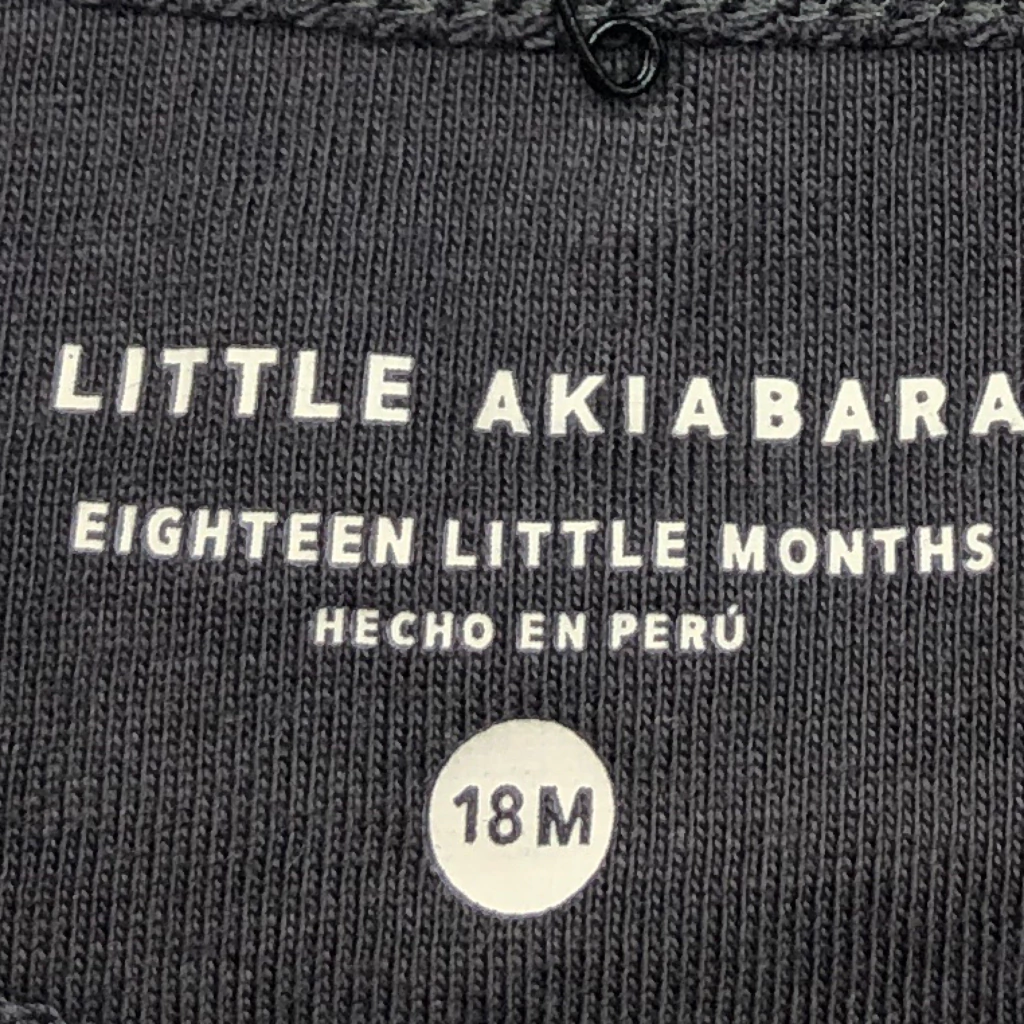 LITTLE AKIABARA
EIGHTEEN LITTLE MONTHS
HECHO EN PERÚ
18M